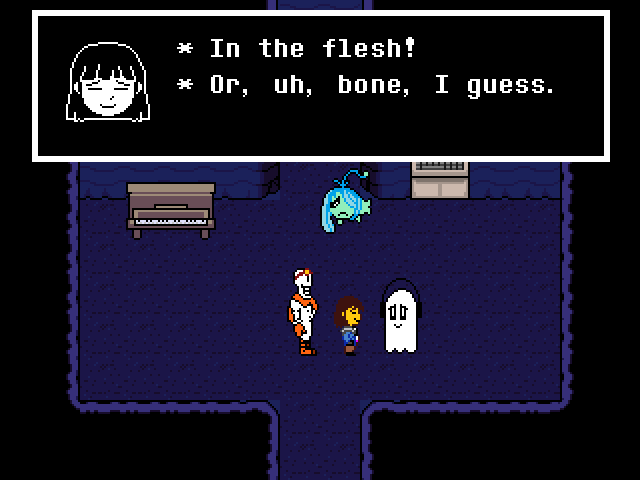 * In the flesh!
* Or, uh, bone, I guess.